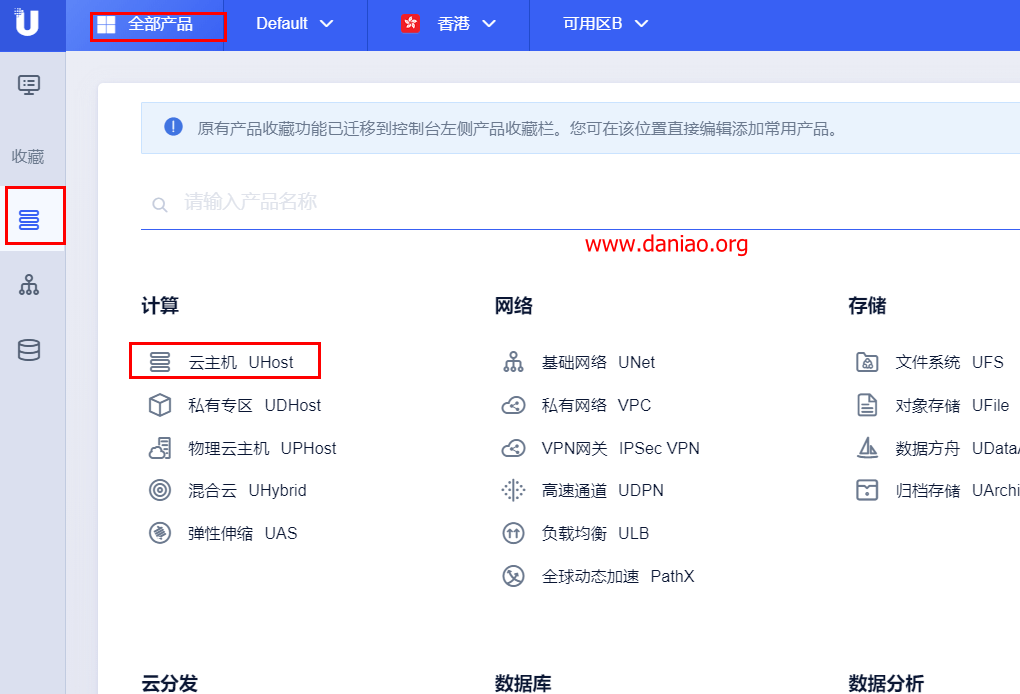 U
全部产品 Default 香港 可用区B
收藏
原有产品收藏功能已迁移到控制台左侧产品收藏栏。您可在该位置直接编辑添加常用产品。
请输入产品名称
www.daniao.org
计算 网络 存储
云主机 UHost 基础网络 UNet 文件系统 UFS
私有专区 UDHost 私有网络 VPC 对象存储 UFile
物理云主机 UPHost VPN网关 IPSec VPN 数据方舟 UData
混合云 UHybrid 高速通道 UDPN 归档存储 UArchi
弹性伸缩 UAS 负载均衡 ULB
全球动态加速 PathX
云分发 数据库 数据分析